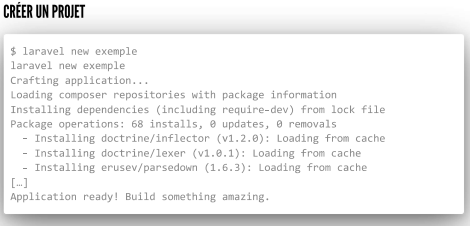 CRÉER UN PROJET
$ laravel new exemple
laravel new exemple
Crafting application...
Loading composer repositories with package information
Installing dependencies (including require-dev) from lock file
Package operations: 68 installs, 0 updates, 0 removals
- Installing doctrine/inflector (v1.2.0): Loading from cache
- Installing doctrine/lexer (v1.0.1): Loading from cache
- Installing erusev/parsedown (1.6.3): Loading from cache
[…]
Application ready! Build something amazing.